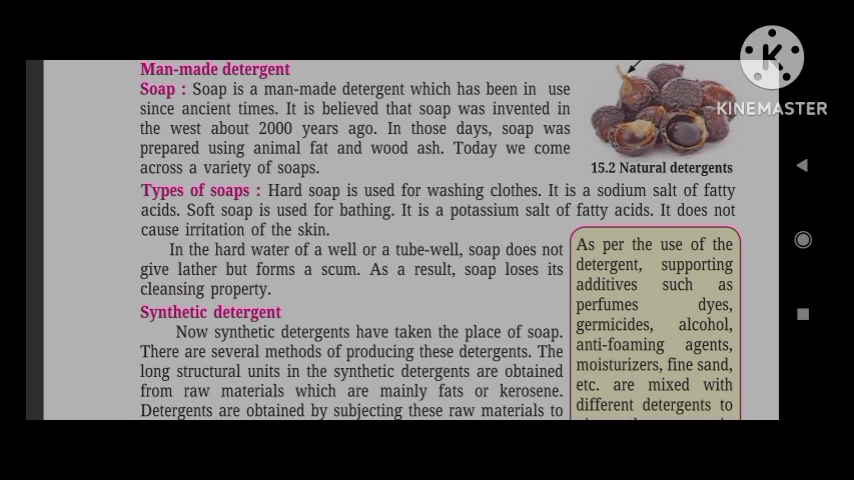 KINEMASTER
Man-made detergent
Soap : Soap is a man-made detergent which has been in use
since ancient times. It is believed that soap was invented in
the west about 2000 years ago. In those days, soap was
prepared using animal fat and wood ash. Today we come
across a variety of soaps.
15.2 Natural detergents
Types of soaps : Hard soap is used for washing clothes. It is a sodium salt of fatty
acids. Soft soap is used for bathing. It is a potassium salt of fatty acids. It does not
cause irritation of the skin.
In the hard water of a well or a tube-well, soap does not
give lather but forms a scum. As a result, soap loses its
cleansing property.
Synthetic detergent
Now synthetic detergents have taken the place of soap.
There are several methods of producing these detergents. The
long structural units in the synthetic detergents are obtained
from raw materials which are mainly fats or kerosene.
Detergents are obtained by subjecting these raw materials to
As per the use of the
detergent, supporting
additives such as
perfumes dyes,
germicides, alcohol,
anti-foaming agents,
moisturizers, fine sand,
etc. are mixed with
different detergents to